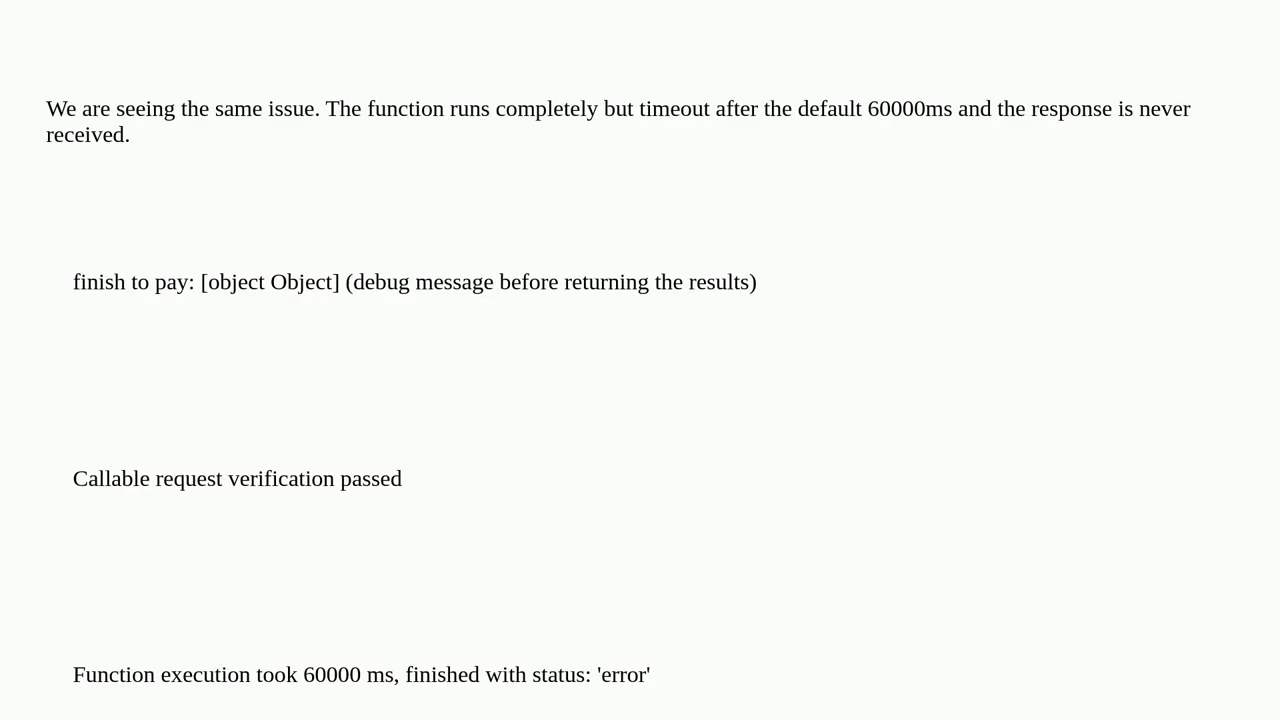 We are seeing the same issue. The function runs completely but timeout after the default 60000ms and the response is never
received.
finish to pay: [object Object] (debug message before returning the results)
Callable request verification passed
Function execution took 60000 ms, finished with status: 'error'